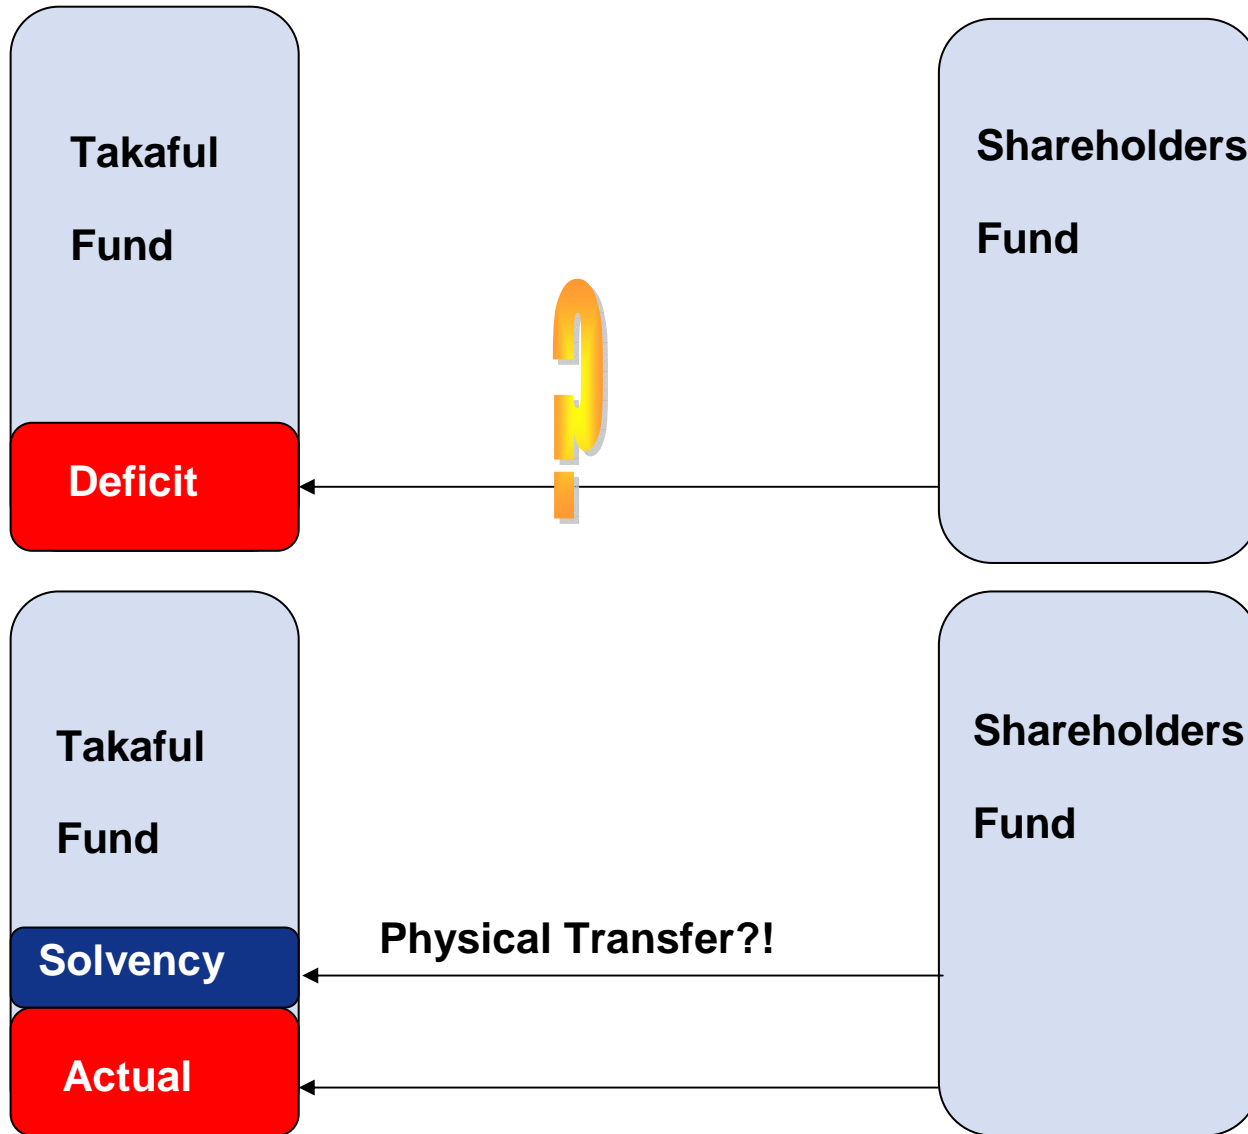 Takaful
Fund
Shareholders
Fund
?
Deficit
Takaful
Fund
Shareholders
Fund
Solvency
Physical Transfer?!
Actual